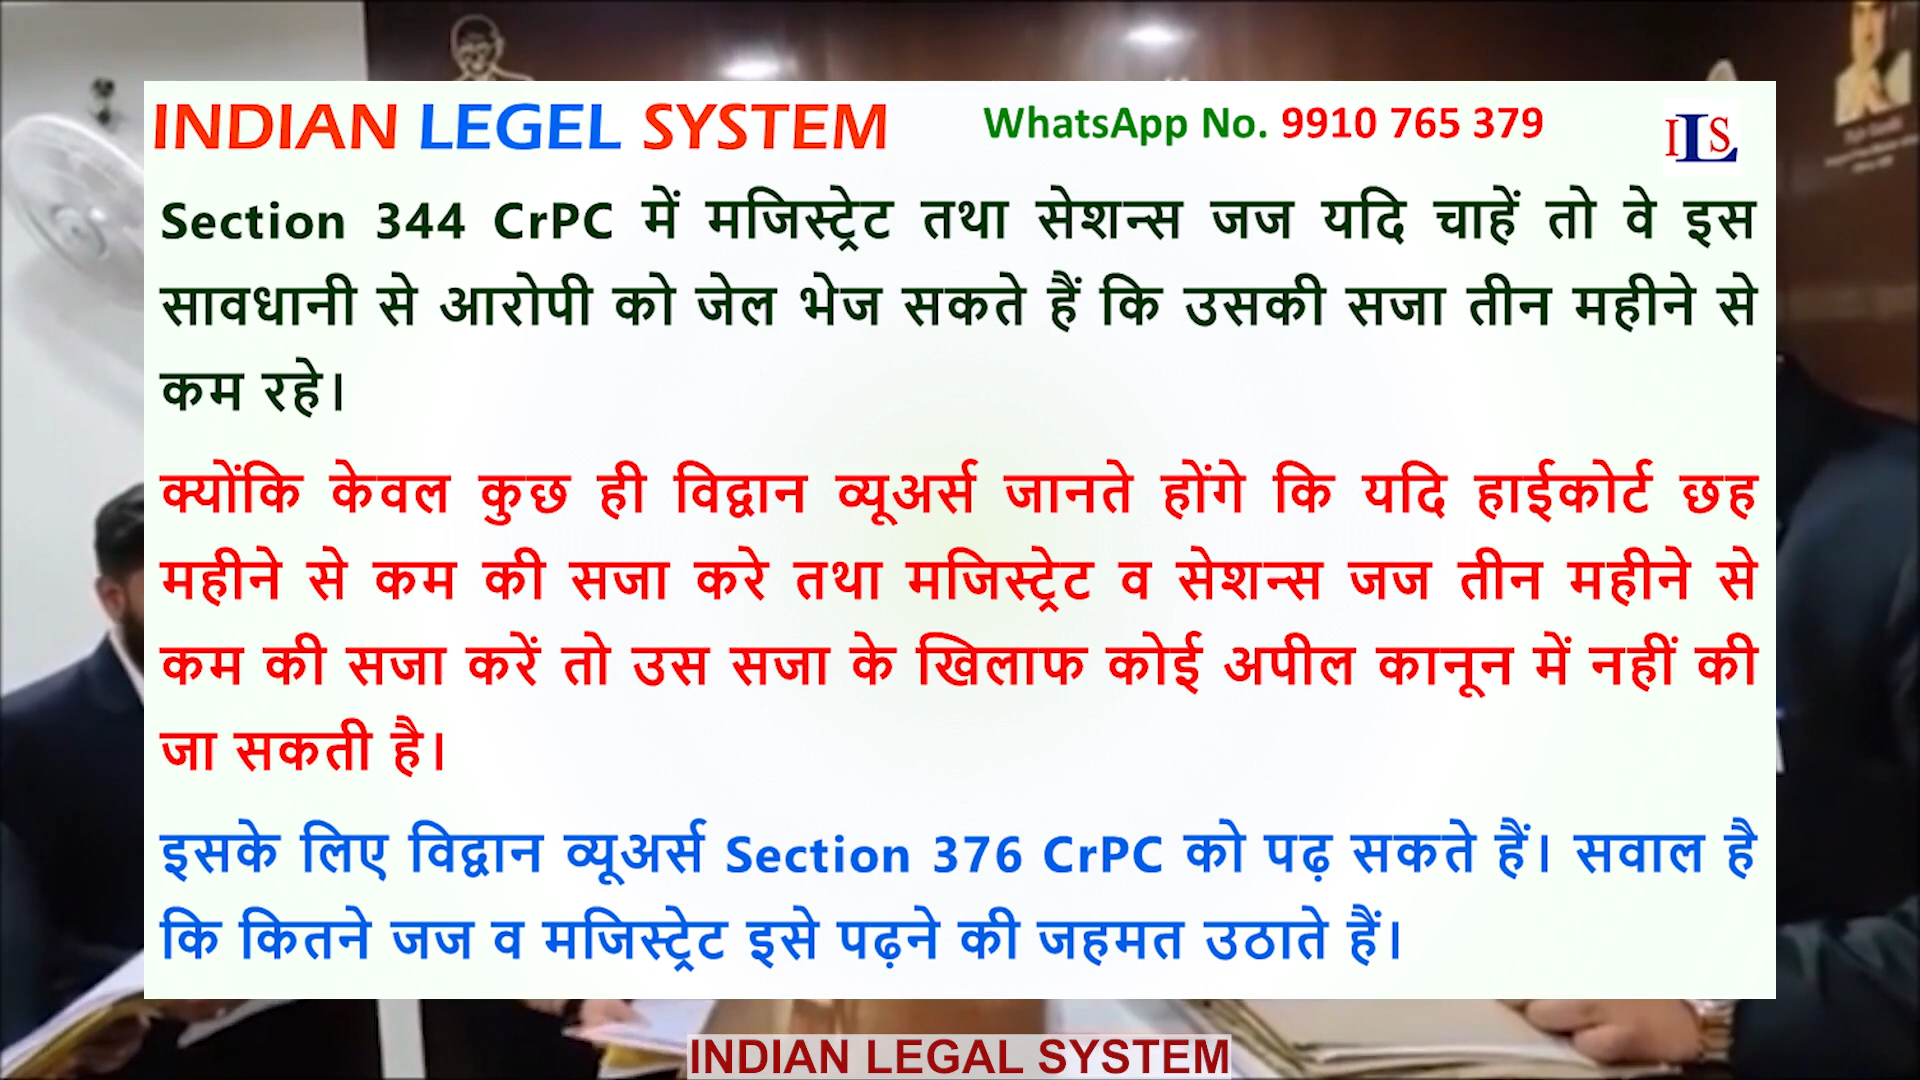 INDIAN LEGEL SYSTEM WhatsApp No. 9910 765 379 ILS
Section 344 CrPC में मजिस्ट्रेट तथा सेशन्स जज यदि चाहें तो वे इस
सावधानी से आरोपी को जेल भेज सकते हैं कि उसकी सजा तीन महीने से
कम रहे।
क्योंकि केवल कुछ ही विद्वान व्यूअर्स जानते होंगे कि यदि हाईकोर्ट छह
महीने से कम की सजा करे तथा मजिस्ट्रेट व सेशन्स जज तीन महीने से
कम की सजा करें तो उस सजा के खिलाफ कोई अपील कानून में नहीं की
जा सकती है।
इसके लिए विद्वान व्यूअर्स Section 376 CrPC को पढ़ सकते हैं। सवाल है
कि कितने जज व मजिस्ट्रेट इसे पढ़ने की जहमत उठाते हैं।
INDIAN LEGAL SYSTEM